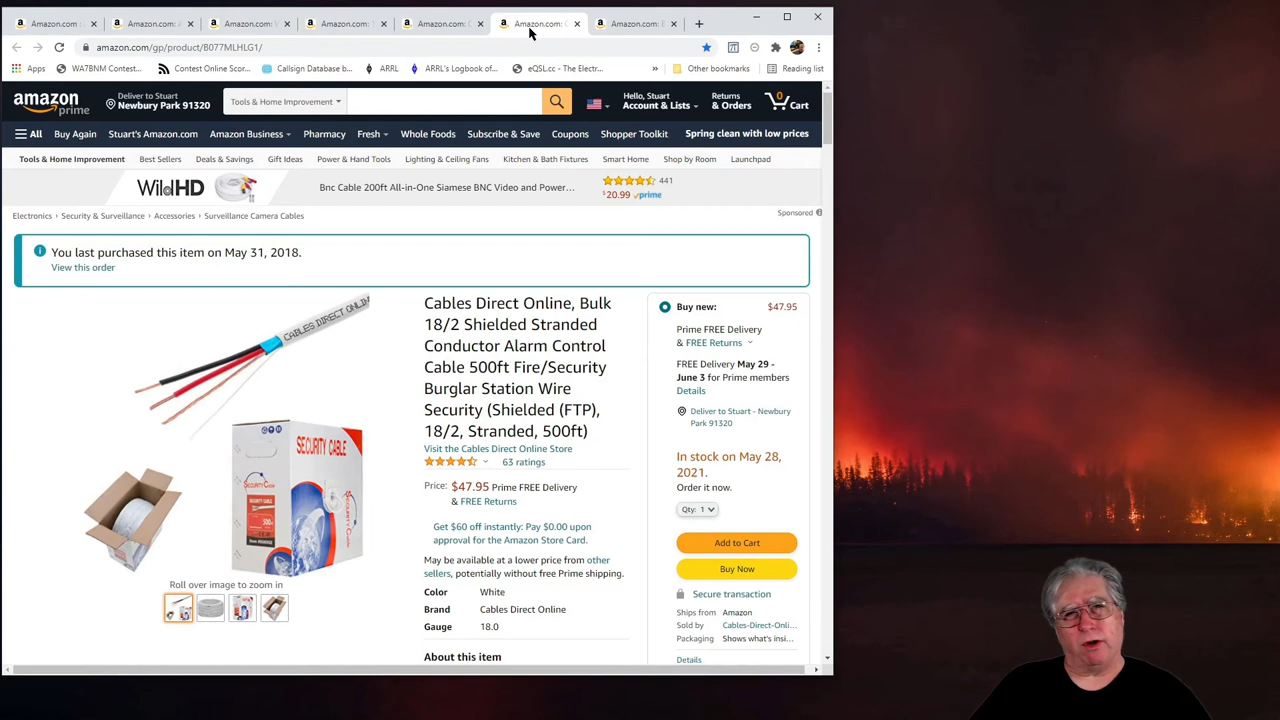 Amazon.com
Amazon.com: 
Amazon.com: 
Amazon.com: 
Amazon.com: 
Amazon.com: 
amazon.com/gp/product/B077MLHLG1/
Apps WA7BNM Contest... Contest Online Scor... Callsign Database b... ARRL ARRL's Logbook of... eQSL.cc - The Electr... » Other bookmarks Reading list
amazon prime
Deliver to Stuart
Newbury Park 91320
Tools & Home Improvement
Hello, Stuart
Account & Lists
Returns
& Orders
0
Cart
All Buy Again Stuart's Amazon.com Amazon Business Pharmacy Fresh Whole Foods Subscribe & Save Coupons Shopper Toolkit Spring clean with low prices
Tools & Home Improvement Best Sellers Deals & Savings Gift Ideas Power & Hand Tools Lighting & Ceiling Fans Kitchen & Bath Fixtures Smart Home Shop by Room Launchpad
WildHD
Bnc Cable 200ft All-in-One Siamese BNC Video and Power...
441
$20.99 prime
Electronics › Security & Surveillance › Accessories › Surveillance Camera Cables
Sponsored
You last purchased this item on May 31, 2018.
View this order
CABLES DIRECT ONLIN
SECURITY CABLE
Roll over image to zoom in
Cables Direct Online, Bulk
18/2 Shielded Stranded
Conductor Alarm Control
Cable 500ft Fire/Security
Burglar Station Wire
Security (Shielded (FTP),
18/2, Stranded, 500ft)
Visit the Cables Direct Online Store
63 ratings
Price: $47.95 Prime FREE Delivery
& FREE Returns
Get $60 off instantly: Pay $0.00 upon
approval for the Amazon Store Card.
May be available at a lower price from other
sellers, potentially without free Prime shipping.
Color White
Brand Cables Direct Online
Gauge 18.0
About this item
Buy new: $47.95
Prime FREE Delivery
& FREE Returns
FREE Delivery May 29 -
June 3 for Prime members
Details
Deliver to Stuart - Newbury
Park 91320
In stock on May 28,
2021.
Order it now.
Qty: 1
Add to Cart
Buy Now
Secure transaction
Ships from Amazon
Sold by Cables-Direct-Onli...
Packaging Shows what's insi...
Details